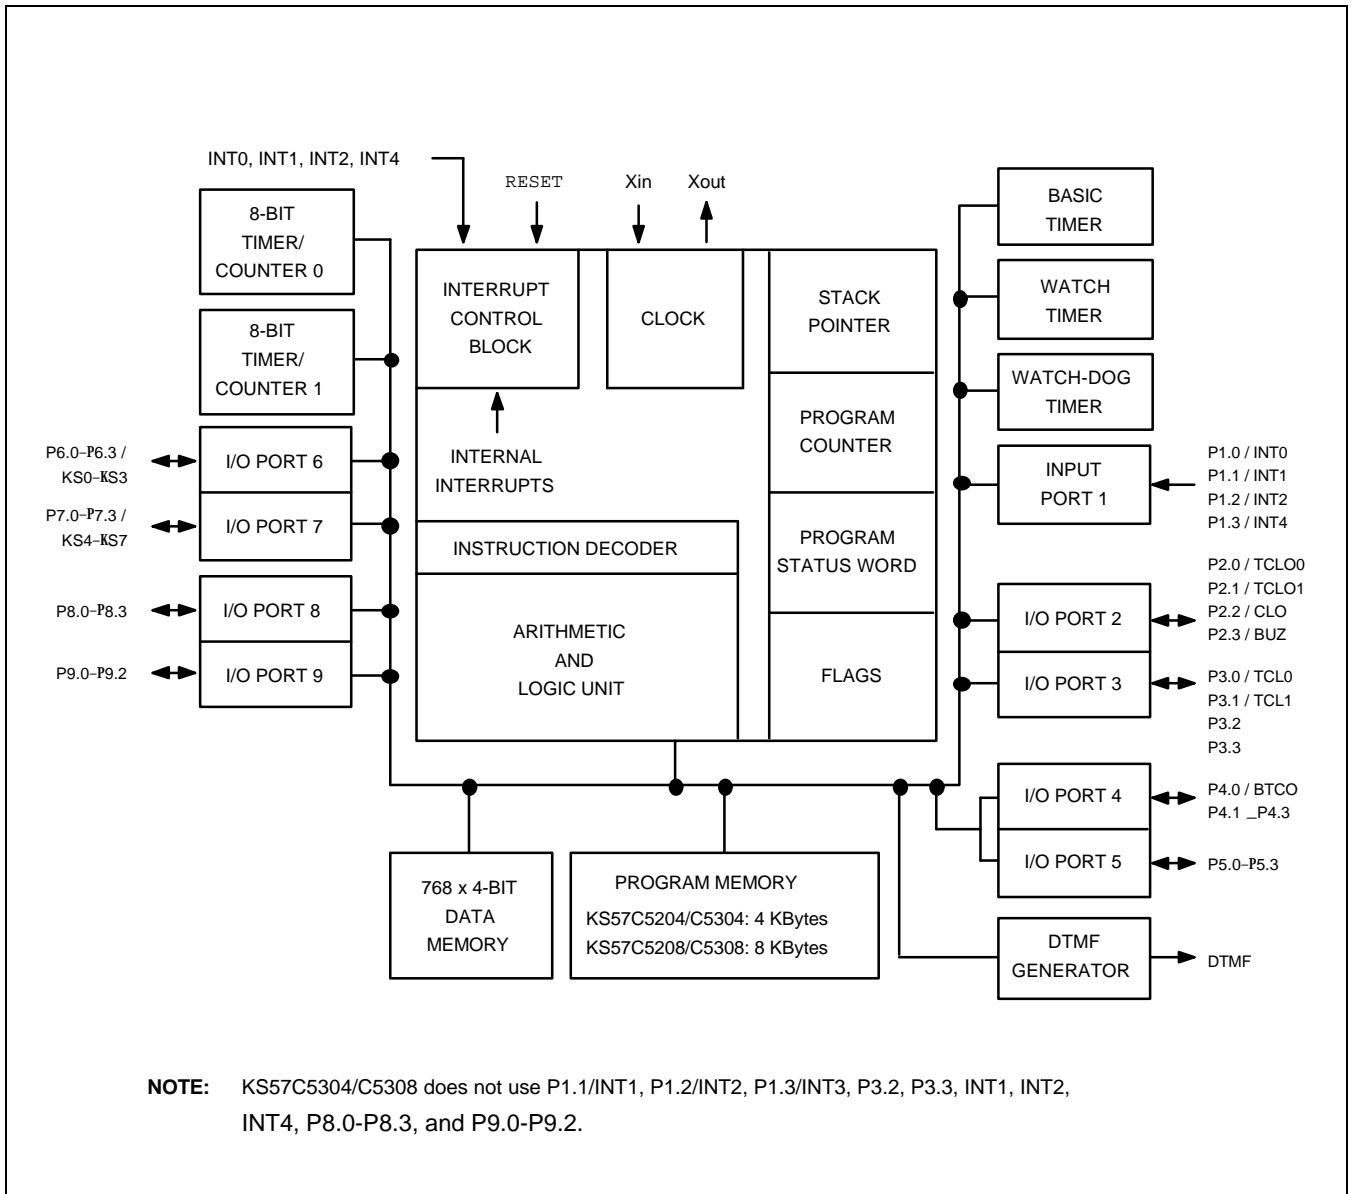 INT0, INT1, INT2, INT4
RESET
Xin
Xout
8-BIT
TIMER/
COUNTER 0
8-BIT
TIMER/
COUNTER 1
P6.0–P6.3 /
KS0–KS3
I/O PORT 6
P7.0–P7.3 /
KS4–KS7
I/O PORT 7
P8.0–P8.3
I/O PORT 8
P9.0–P9.2
I/O PORT 9
INTERRUPT
CONTROL
BLOCK
CLOCK
INTERNAL
INTERRUPTS
INSTRUCTION DECODER
ARITHMETIC
AND
LOGIC UNIT
STACK
POINTER
PROGRAM
COUNTER
PROGRAM
STATUS WORD
FLAGS
BASIC
TIMER
WATCH
TIMER
WATCH-DOG
TIMER
INPUT
PORT 1
P1.0 / INT0
P1.1 / INT1
P1.2 / INT2
P1.3 / INT4
I/O PORT 2
P2.0 / TCLO0
P2.1 / TCLO1
P2.2 / CLO
P2.3 / BUZ
I/O PORT 3
P3.0 / TCL0
P3.1 / TCL1
P3.2
P3.3
I/O PORT 4
P4.0 / BTCO
P4.1 _P4.3
I/O PORT 5
P5.0–P5.3
DTMF
GENERATOR
DTMF
768 x 4-BIT
DATA
MEMORY
PROGRAM MEMORY
KS57C5204/C5304: 4 KBytes
KS57C5208/C5308: 8 KBytes
NOTE: KS57C5304/C5308 does not use P1.1/INT1, P1.2/INT2, P1.3/INT3, P3.2, P3.3, INT1, INT2,
INT4, P8.0-P8.3, and P9.0-P9.2.